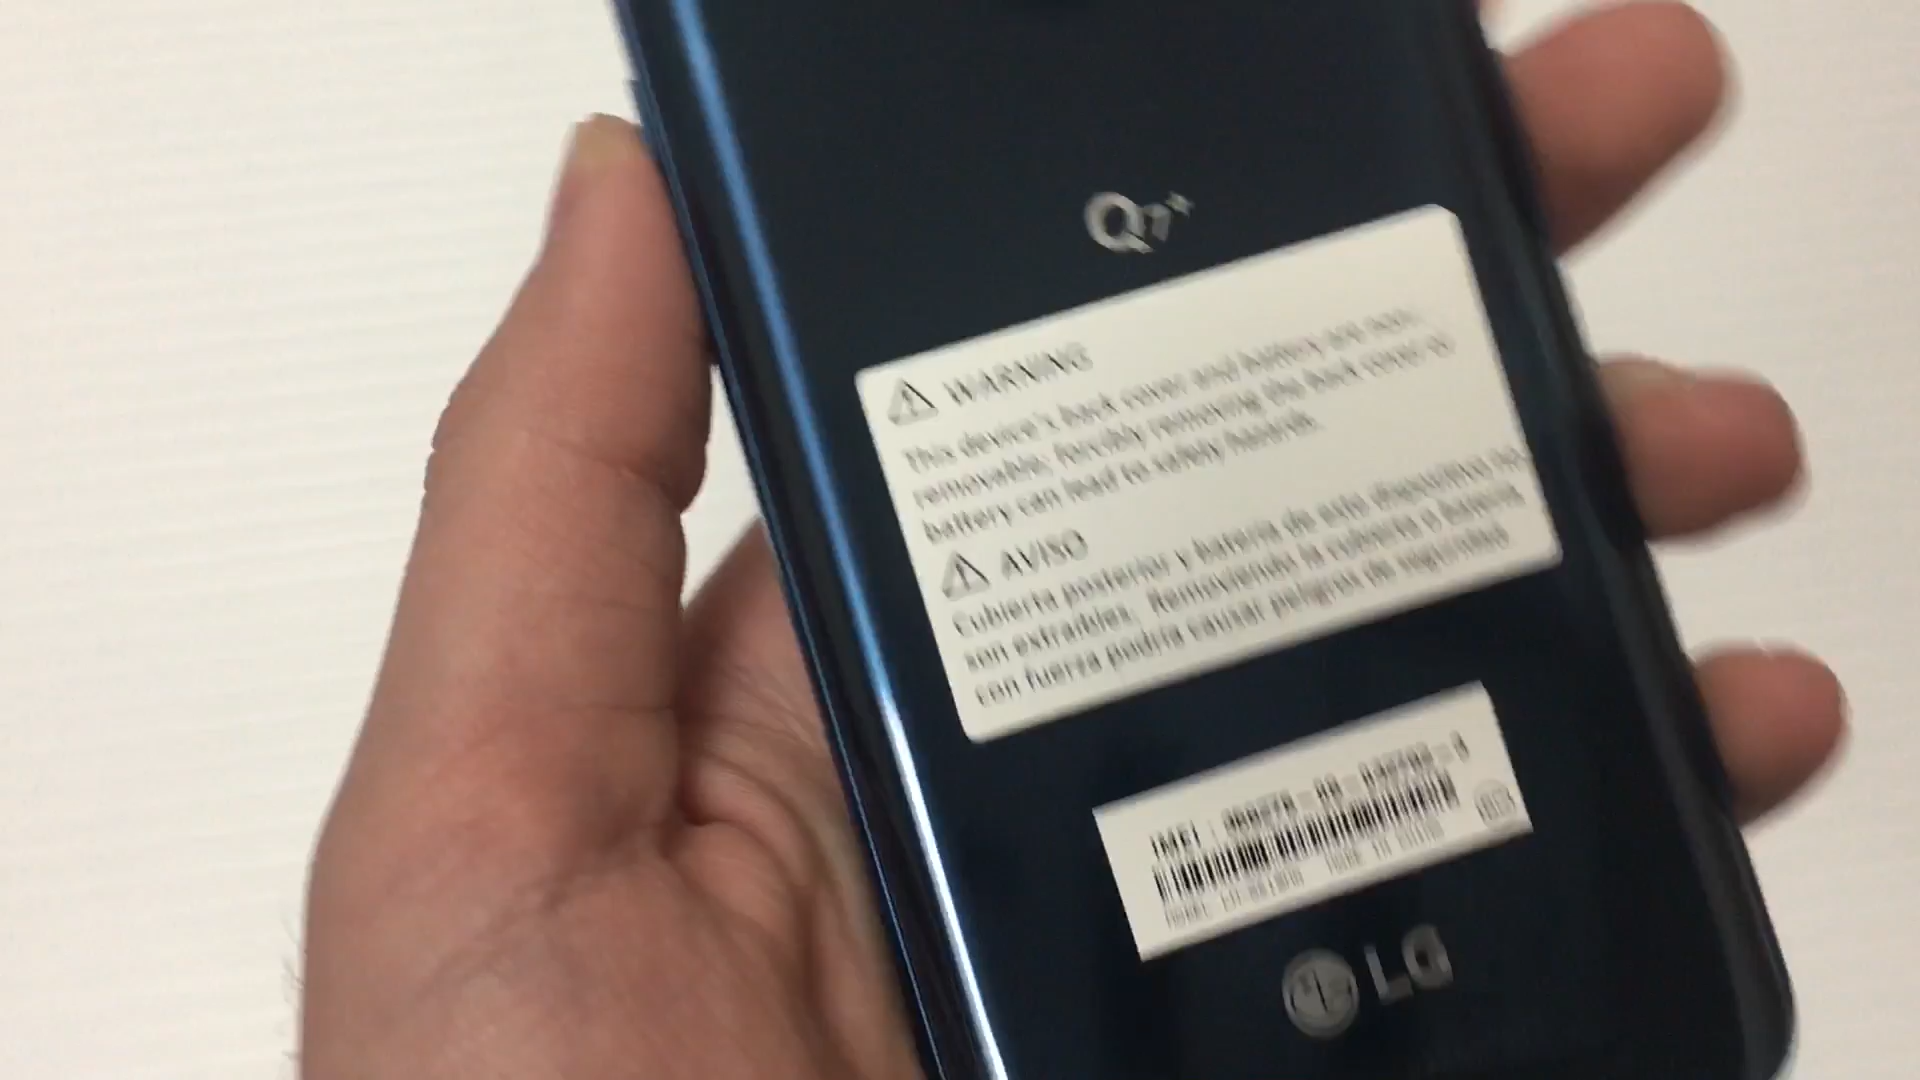 Q7+
WARNING
This device's back cover and battery are non-
removable; forcibly removing the back cover or
battery can lead to safety hazards.
AVISO
Cubierta posterior y batería de este dispositivo no
son extraíbles. Removiendo la cubierta o batería
con fuerza podría causar peligros de seguridad.
IMEI :
MODEL
LG